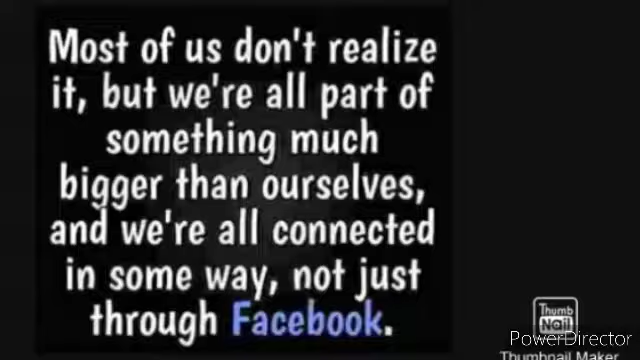 Most of us don't realize
it, but we're all part of
something much
bigger than ourselves,
and we're all connected
in some way, not just
through Facebook.
Thumb
Nail
PowerDirector
Thumbnail Maker